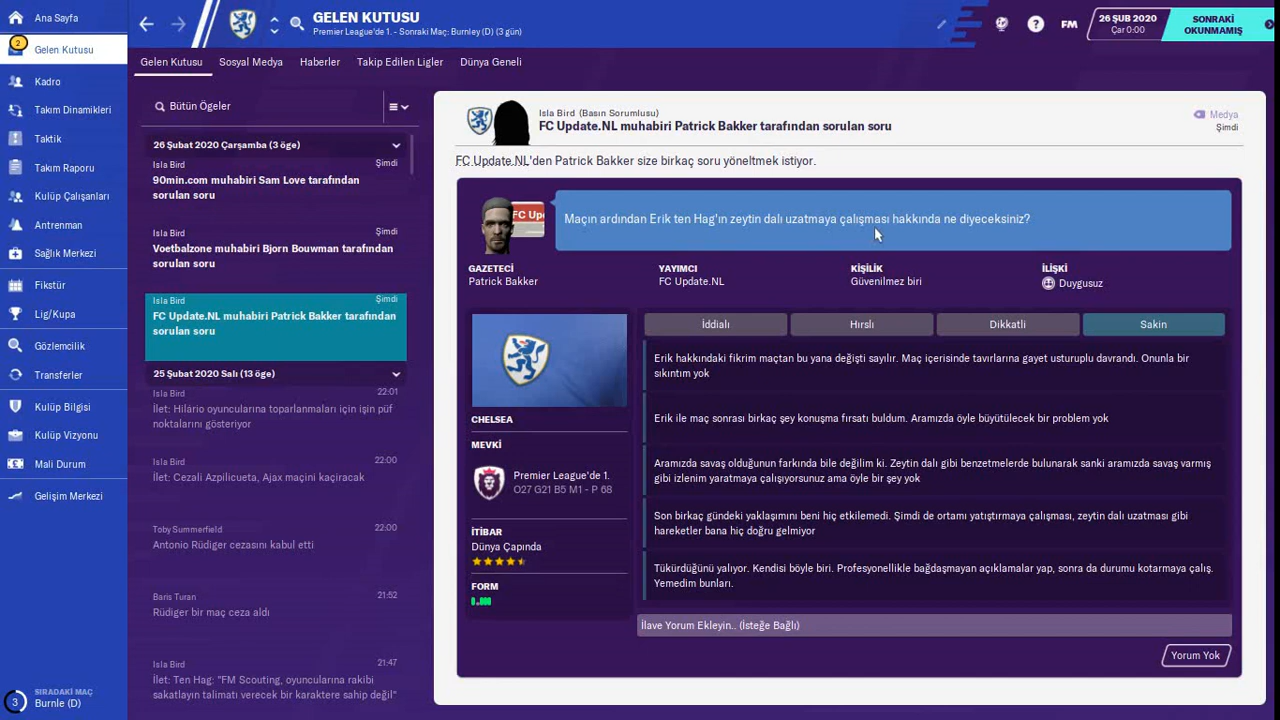 Ana Sayfa
2
Gelen Kutusu
Kadro
Takım Dinamikleri
Taktik
Takım Raporu
Kulüp Çalışanları
Antrenman
Sağlık Merkezi
Fikstür
Lig/Kupa
Gözlemcilik
Transferler
Kulüp Bilgisi
Kulüp Vizyonu
Mali Durum
Gelişim Merkezi
3
SIRADAKİ MAÇ
Burnle (D)
GELEN KUTUSU
Premier League'de 1. - Sonraki Maç: Burnley (D) (3 gün)
?
FM
26 ŞUB 2020
Çar 0:00
SONRAKİ
OKUNMAMIŞ
Gelen Kutusu
Sosyal Medya
Haberler
Takip Edilen Ligler
Dünya Geneli
Bütün Ögeler
26 Şubat 2020 Çarşamba (3 öge)
Isla Bird
Şimdi
90min.com muhabiri Sam Love tarafından
sorulan soru
Isla Bird
Şimdi
Voetbalzone muhabiri Bjorn Bouwman tarafından
sorulan soru
Isla Bird
Şimdi
FC Update.NL muhabiri Patrick Bakker tarafından
sorulan soru
25 Şubat 2020 Salı (13 öge)
Isla Bird
22:01
İlet: Hilário oyuncularına toparlanmaları için işin püf
noktalarını gösteriyor
Isla Bird
22:00
İlet: Cezali Azpilicueta, Ajax maçini kaçiracak
Toby Summerfield
22:00
Antonio Rüdiger cezasını kabul etti
Baris Turan
21:52
Rüdiger bir maç ceza aldı
Isla Bird
21:47
İlet: Ten Hag: "FM Scouting, oyuncularına rakibi
sakatlayın talimatı verecek bir karaktere sahip değil"
Isla Bird (Basın Sorumlusu)
FC Update.NL muhabiri Patrick Bakker tarafından sorulan soru
Medya
Şimdi
FC Update.NL'den Patrick Bakker size birkaç soru yöneltmek istiyor.
Maçın ardından Erik ten Hag'ın zeytin dalı uzatmaya çalışması hakkında ne diyeceksiniz?
GAZETECİ
Patrick Bakker
YAYIMCI
FC Update.NL
KİŞİLİK
Güvenilmez biri
İLİŞKİ
Duygusuz
CHELSEA
MEVKİ
Premier League'de 1.
O27 G21 B5 M1 - P 68
İTİBAR
Dünya Çapında
FORM
İddialı
Hırslı
Dikkatli
Sakin
Erik hakkındaki fikrim maçtan bu yana değişti sayılır. Maç içerisinde tavırlarına gayet usturuplu davrandı. Onunla bir
sıkıntım yok
Erik ile maç sonrası birkaç şey konuşma fırsatı buldum. Aramızda öyle büyütülecek bir problem yok
Aramızda savaş olduğunun farkında bile değilim ki. Zeytin dalı gibi benzetmelerde bulunarak sanki aramızda savaş varmış
gibi izlenim yaratmaya çalışıyorsunuz ama öyle bir şey yok
Son birkaç gündeki yaklaşımını beni hiç etkilemedi. Şimdi de ortamı yatıştırmaya çalışması, zeytin dalı uzatması gibi
hareketler bana hiç doğru gelmiyor
Tükürdüğünü yalıyor. Kendisi böyle biri. Profesyonellikle bağdaşmayan açıklamalar yap, sonra da durumu kotarmaya çalış.
Yemedim bunları.
İlave Yorum Ekleyin.. (İsteğe Bağlı)
Yorum Yok